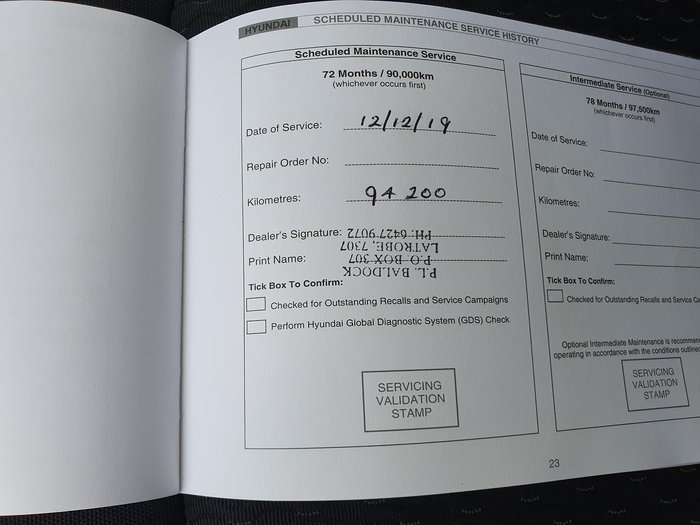 HYUNDAI SCHEDULED MAINTENANCE SERVICE HISTORY
Scheduled Maintenance Service
72 Months / 90,000km
(whichever occurs first)
Date of Service: 12/12/19
Repair Order No:
Kilometres: 94 200
Dealer's Signature:
Print Name:
P.L. BALDOCK
P.O. BOX 307
LATROBE, 7307
PH: 6427 9072
Tick Box To Confirm:
Checked for Outstanding Recalls and Service Campaigns
Perform Hyundai Global Diagnostic System (GDS) Check
SERVICING
VALIDATION
STAMP
Intermediate Service (Optional)
78 Months / 97,500km
(whichever occurs first)
Date of Service:
Repair Order No:
Kilometres:
Dealer's Signature:
Print Name:
Tick Box To Confirm:
Checked for Outstanding Recalls and Service
Optional Intermediate Maintenance is
operating in accordance with the conditions
SERVICING
VALIDATION
STAMP
23